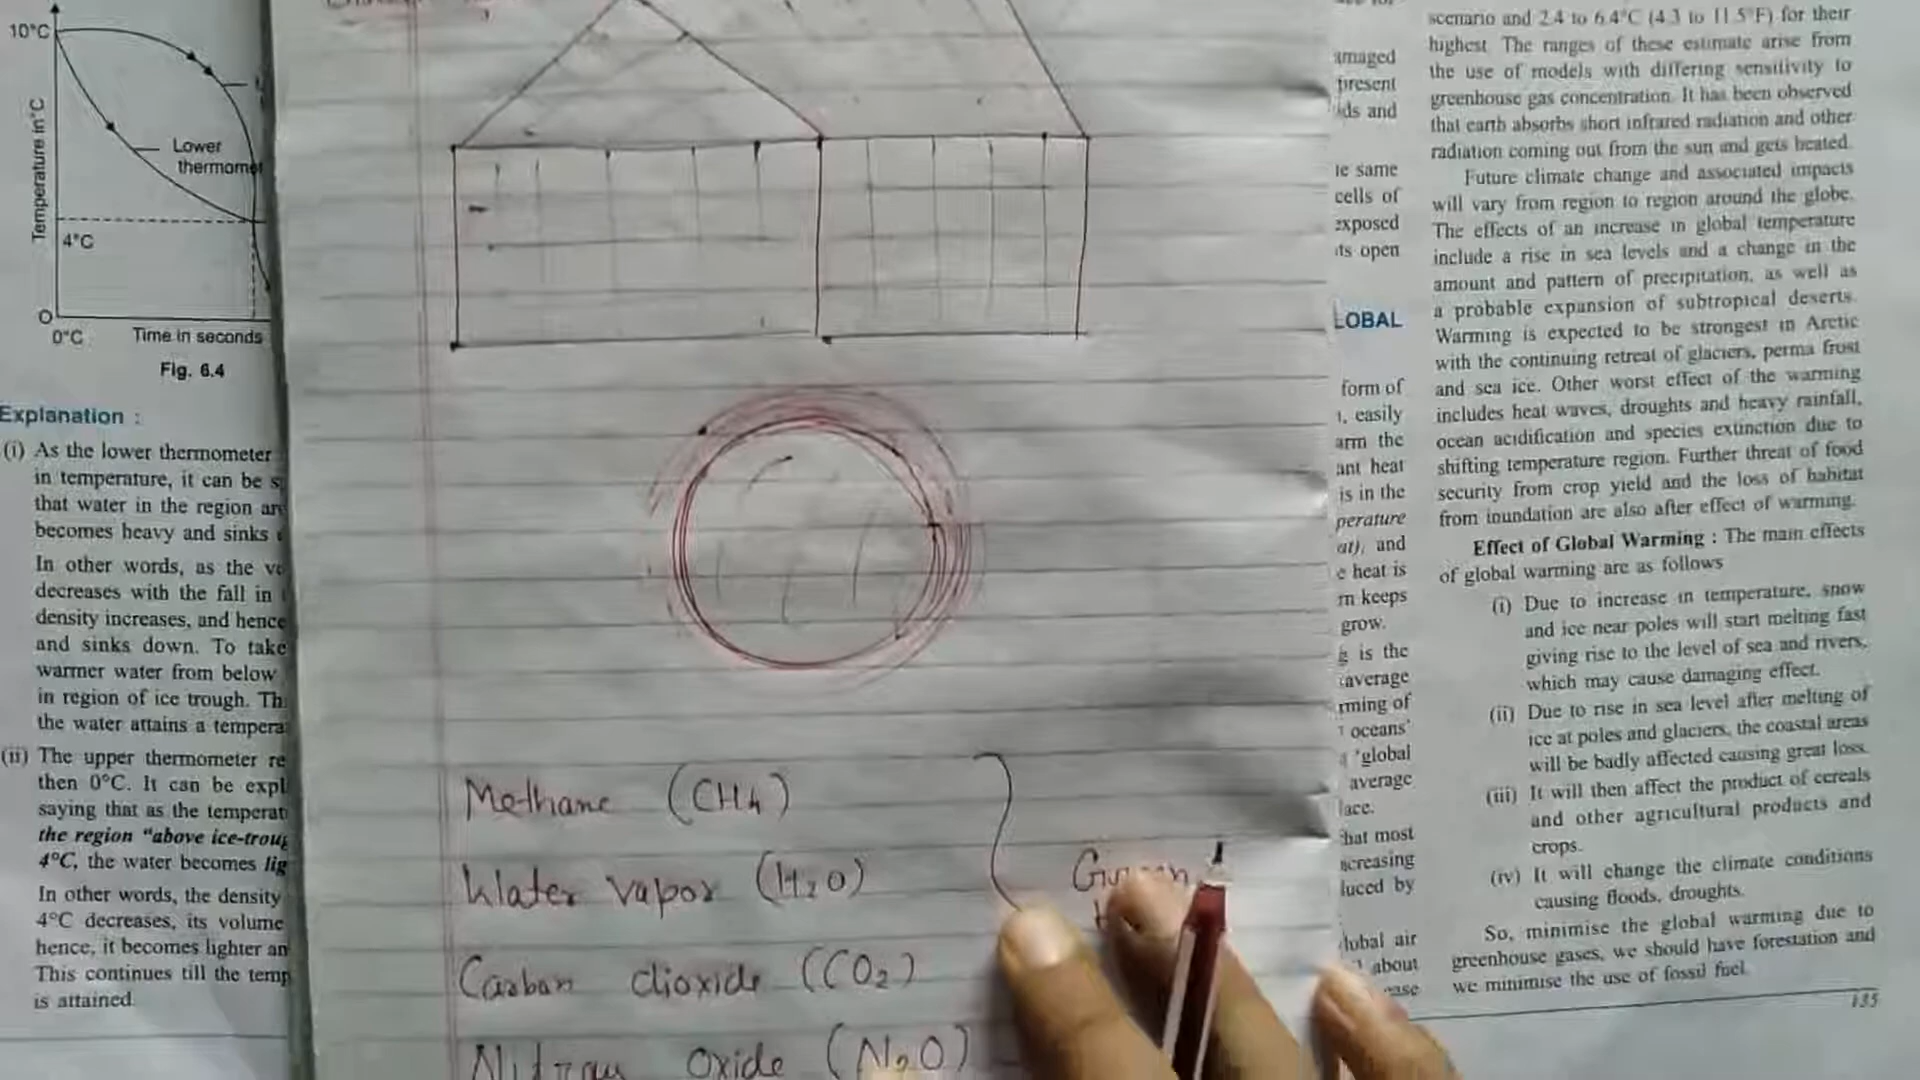 10°C
Temperature in°C
Lower
thermomet
4°C
O
0°C Time in seconds
Fig. 6.4
Explanation :
(i) As the lower thermometer
in temperature, it can be s
that water in the region are
becomes heavy and sinks
In other words, as the vo
decreases with the fall in
density increases, and hence
and sinks down. To take
warmer water from below
in region of ice trough. Th
the water attains a tempera
(ii) The upper thermometer re
then 0°C. It can be expl
saying that as the temperat
the region "above ice-troug
4°C, the water becomes lig
In other words, the density
4°C decreases, its volume
hence, it becomes lighter an
This continues till the temp
is attained.
Methane (CH4)
Water vapor (H2O)
Carbon dioxide (CO2)
Oxide (N2O)
amaged
present
ids and
te same
cells of
exposed
its open
LOBAL
form of
, easily
arm the
ant heat
is in the
perature
at), and
e heat is
rn keeps
grow.
g is the
average
rming of
oceans'
'global
average
lace.
that most
ncreasing
duced by
lobal air
about
ease
scenario and 2.4 to 6.4°C (4.3 to 11.5°F) for their
highest. The ranges of these estimate arise from
the use of models with differing sensitivity to
greenhouse gas concentration. It has been observed
that earth absorbs short infrared radiation and other
radiation coming out from the sun and gets heated.
Future climate change and associated impacts
will vary from region to region around the globe.
The effects of an increase in global temperature
include a rise in sea levels and a change in the
amount and pattern of precipitation, as well as
a probable expansion of subtropical deserts.
Warming is expected to be strongest in Arctic
with the continuing retreat of glaciers, perma frost
and sea ice. Other worst effect of the warming
includes heat waves, droughts and heavy rainfall,
ocean acidification and species extinction due to
shifting temperature region. Further threat of food
security from crop yield and the loss of habitat
from inundation are also after effect of warming.
Effect of Global Warming : The main effects
of global warming are as follows
(i) Due to increase in temperature, snow
and ice near poles will start melting fast
giving rise to the level of sea and rivers,
which may cause damaging effect.
(ii) Due to rise in sea level after melting of
ice at poles and glaciers, the coastal areas
will be badly affected causing great loss.
(iii) It will then affect the product of cereals
and other agricultural products and
crops.
(iv) It will change the climate conditions
causing floods, droughts.
So, minimise the global warming due to
greenhouse gases, we should have forestation and
we minimise the use of fossil fuel.
135